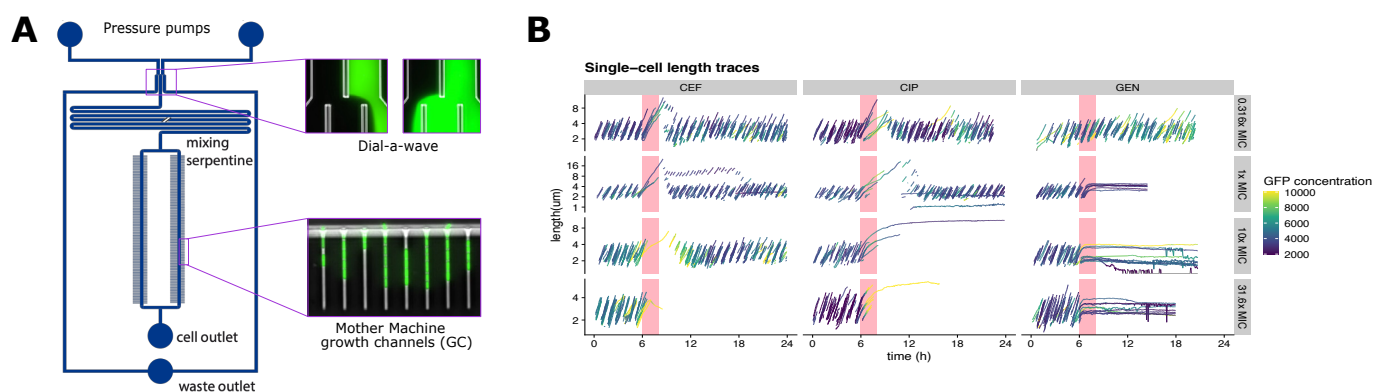 A
Pressure pumps
Dial-a-wave
mixing
serpentine
cell outlet
waste outlet
Mother Machine
growth channels (GC)
B
Single−cell length traces
CEF
CIP
GEN
8
4
2
0.316x MIC
16
8
4
2
1
1x MIC
8
2
10x MIC
4
2
31.6x MIC
length(um)
0 6 12 18 24
0 6 12 18 24
0 6 12 18 24
time (h)
GFP concentration
10000
8000
6000
4000
2000